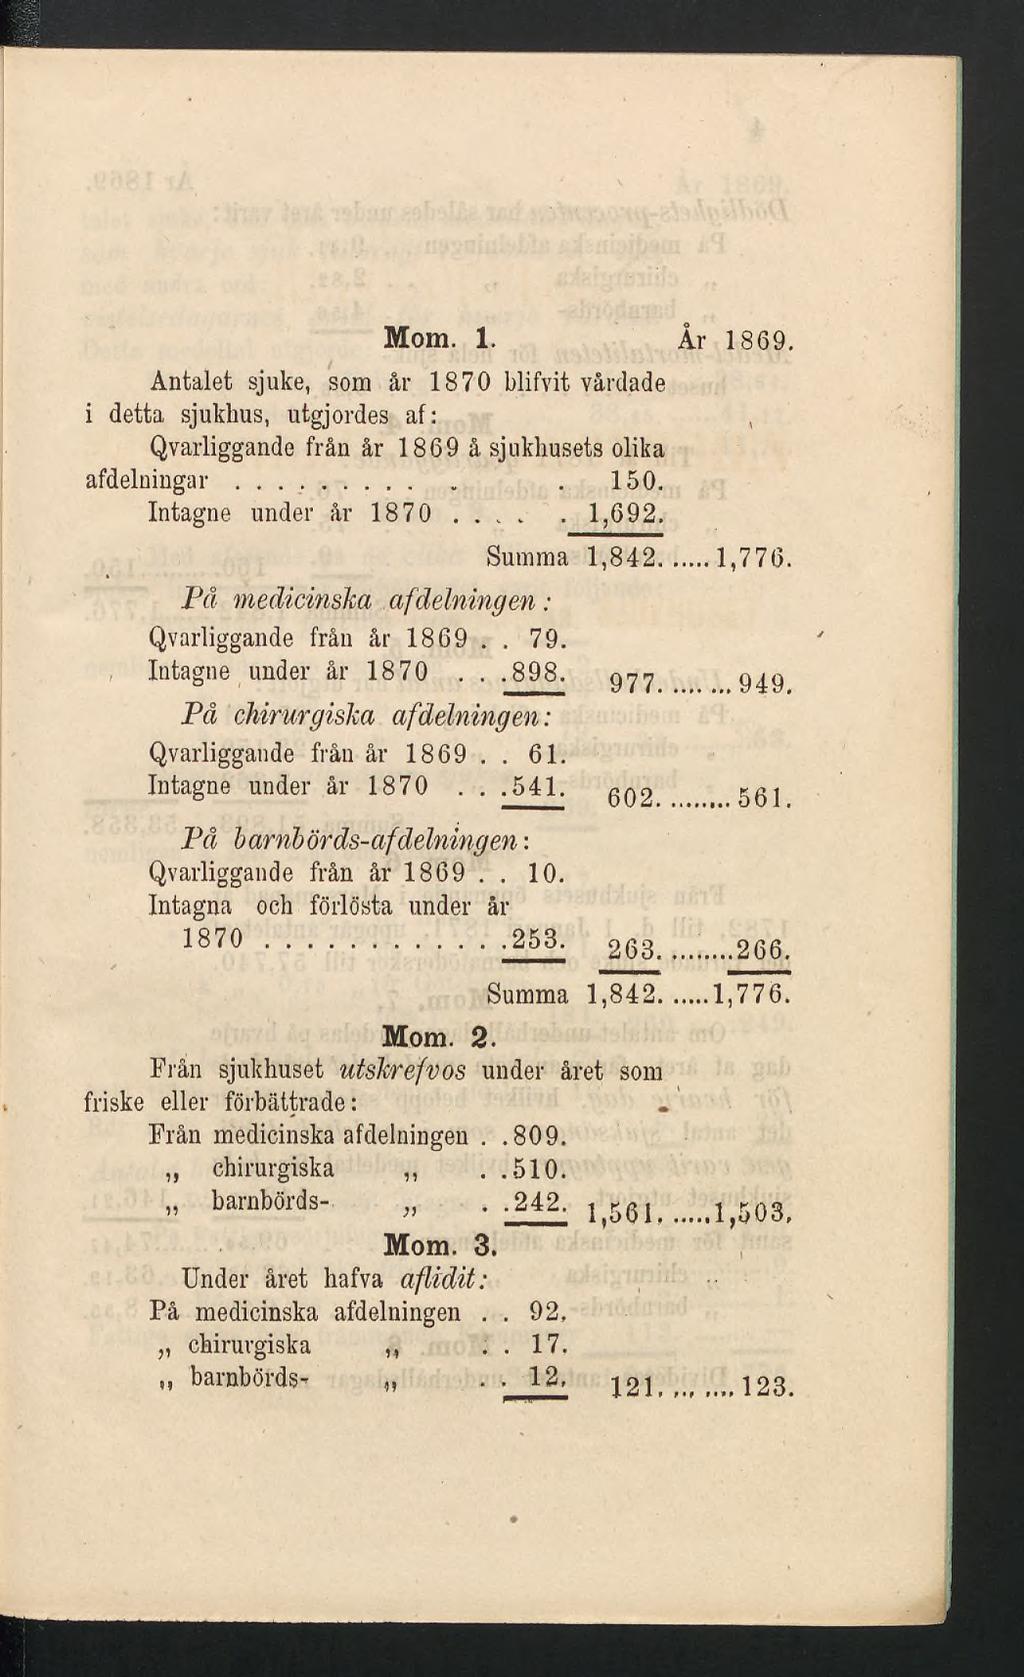 Mom. 1. År 1869.
Antalet sjuke, som år 1870 blifvit vårdade
i detta sjukhus, utgjordes af:
Qvarliggande från år 1869 å sjukhusets olika
afdelningar . . . . . . . . . . 150.
Intagne under år 1870 . . . . . 1,692.
Summa 1,842. ..... 1,776.
På medicinska afdelningen:
Qvarliggande från år 1869 . . 79.
Intagne under år 1870 . . . 898. 977. ........ 949.
På chirurgiska afdelningen:
Qvarliggande från år 1869 . . 61.
Intagne under år 1870 . . . 541. 602. ........ 561.
På barnbörds-afdelningen:
Qvarliggande från år 1869 . . 10.
Intagna och förlösta under år
1870 . . . . . . . . . . . . . 253. 263. ........ 266.
Summa 1,842. ..... 1,776.
Mom. 2.
Från sjukhuset utskrefvos under året som
friske eller förbättrade:
Från medicinska afdelningen . . 809.
„ chirurgiska „ . . 510.
„ barnbörds- „ . . 242. 1,561. ..... 1,503.
Mom. 3.
Under året hafva aflidit:
På medicinska afdelningen . . 92.
„ chirurgiska „ . . 17.
„ barnbörds- „ . . 12. 121. ........ 123.